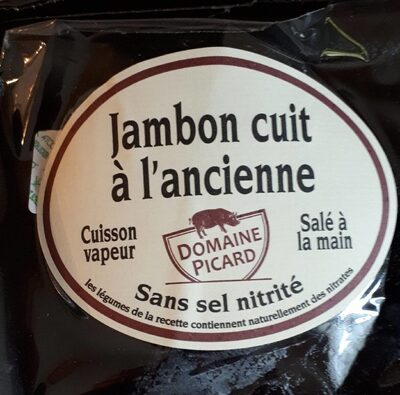 Jambon cuit
à l'ancienne
Cuisson
vapeur
DOMAINE
PICARD
Salé à
la main
Sans sel nitrité
les légumes de la recette contiennent naturellement des nitrates